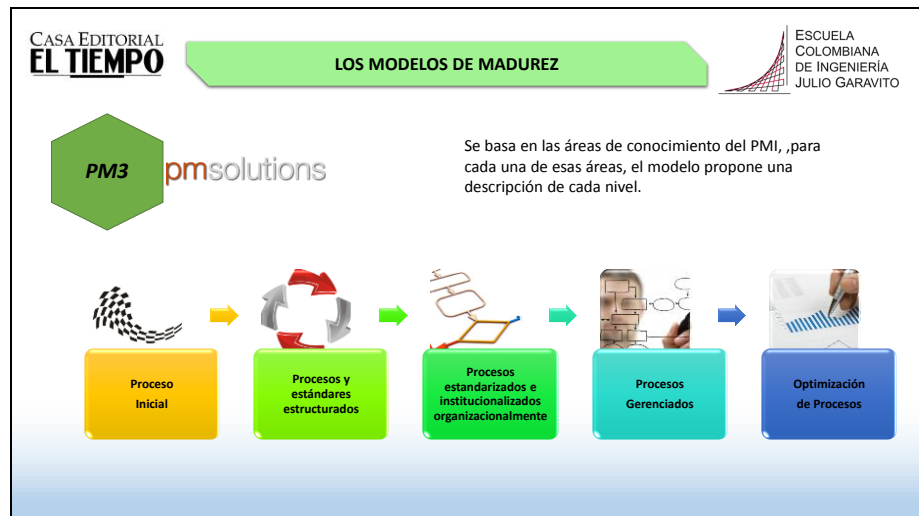 CASA EDITORIAL
EL TIEMPO
LOS MODELOS DE MADUREZ
ESCUELA
COLOMBIANA
DE INGENIERÍA
JULIO GARAVITO
PM3
pmsolutions
Se basa en las áreas de conocimiento del PMI, ,para
cada una de esas áreas, el modelo propone una
descripción de cada nivel.
Proceso
Inicial
Procesos y
estándares
estructurados
Procesos
estandarizados e
institucionalizados
organizacionalmente
Procesos
Gerenciados
Optimización
de Procesos